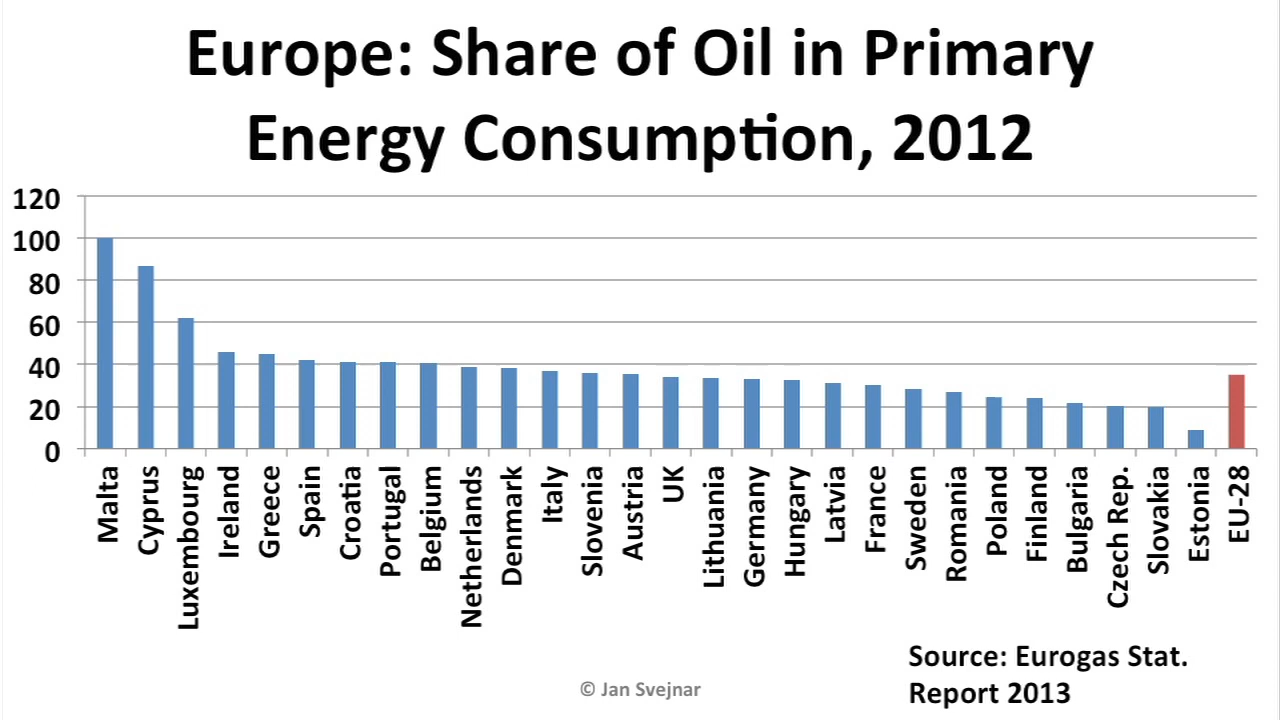 Europe: Share of Oil in Primary
Energy Consumption, 2012
120
100
80
60
40
20
0
Malta
Cyprus
Luxembourg
Ireland
Greece
Spain
Croatia
Portugal
Belgium
Netherlands
Denmark
Italy
Slovenia
Austria
UK
Lithuania
Germany
Hungary
Latvia
France
Sweden
Romania
Poland
Finland
Bulgaria
Czech Rep.
Slovakia
Estonia
EU-28
Source: Eurogas Stat.
Report 2013
© Jan Svejnar